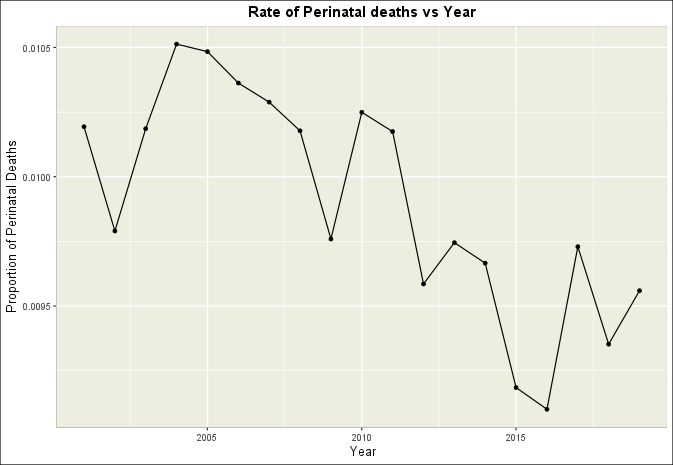 Rate of Perinatal deaths vs Year
0.0105
0.0100
0.0095
Proportion of Perinatal Deaths
2005 2010 2015
Year